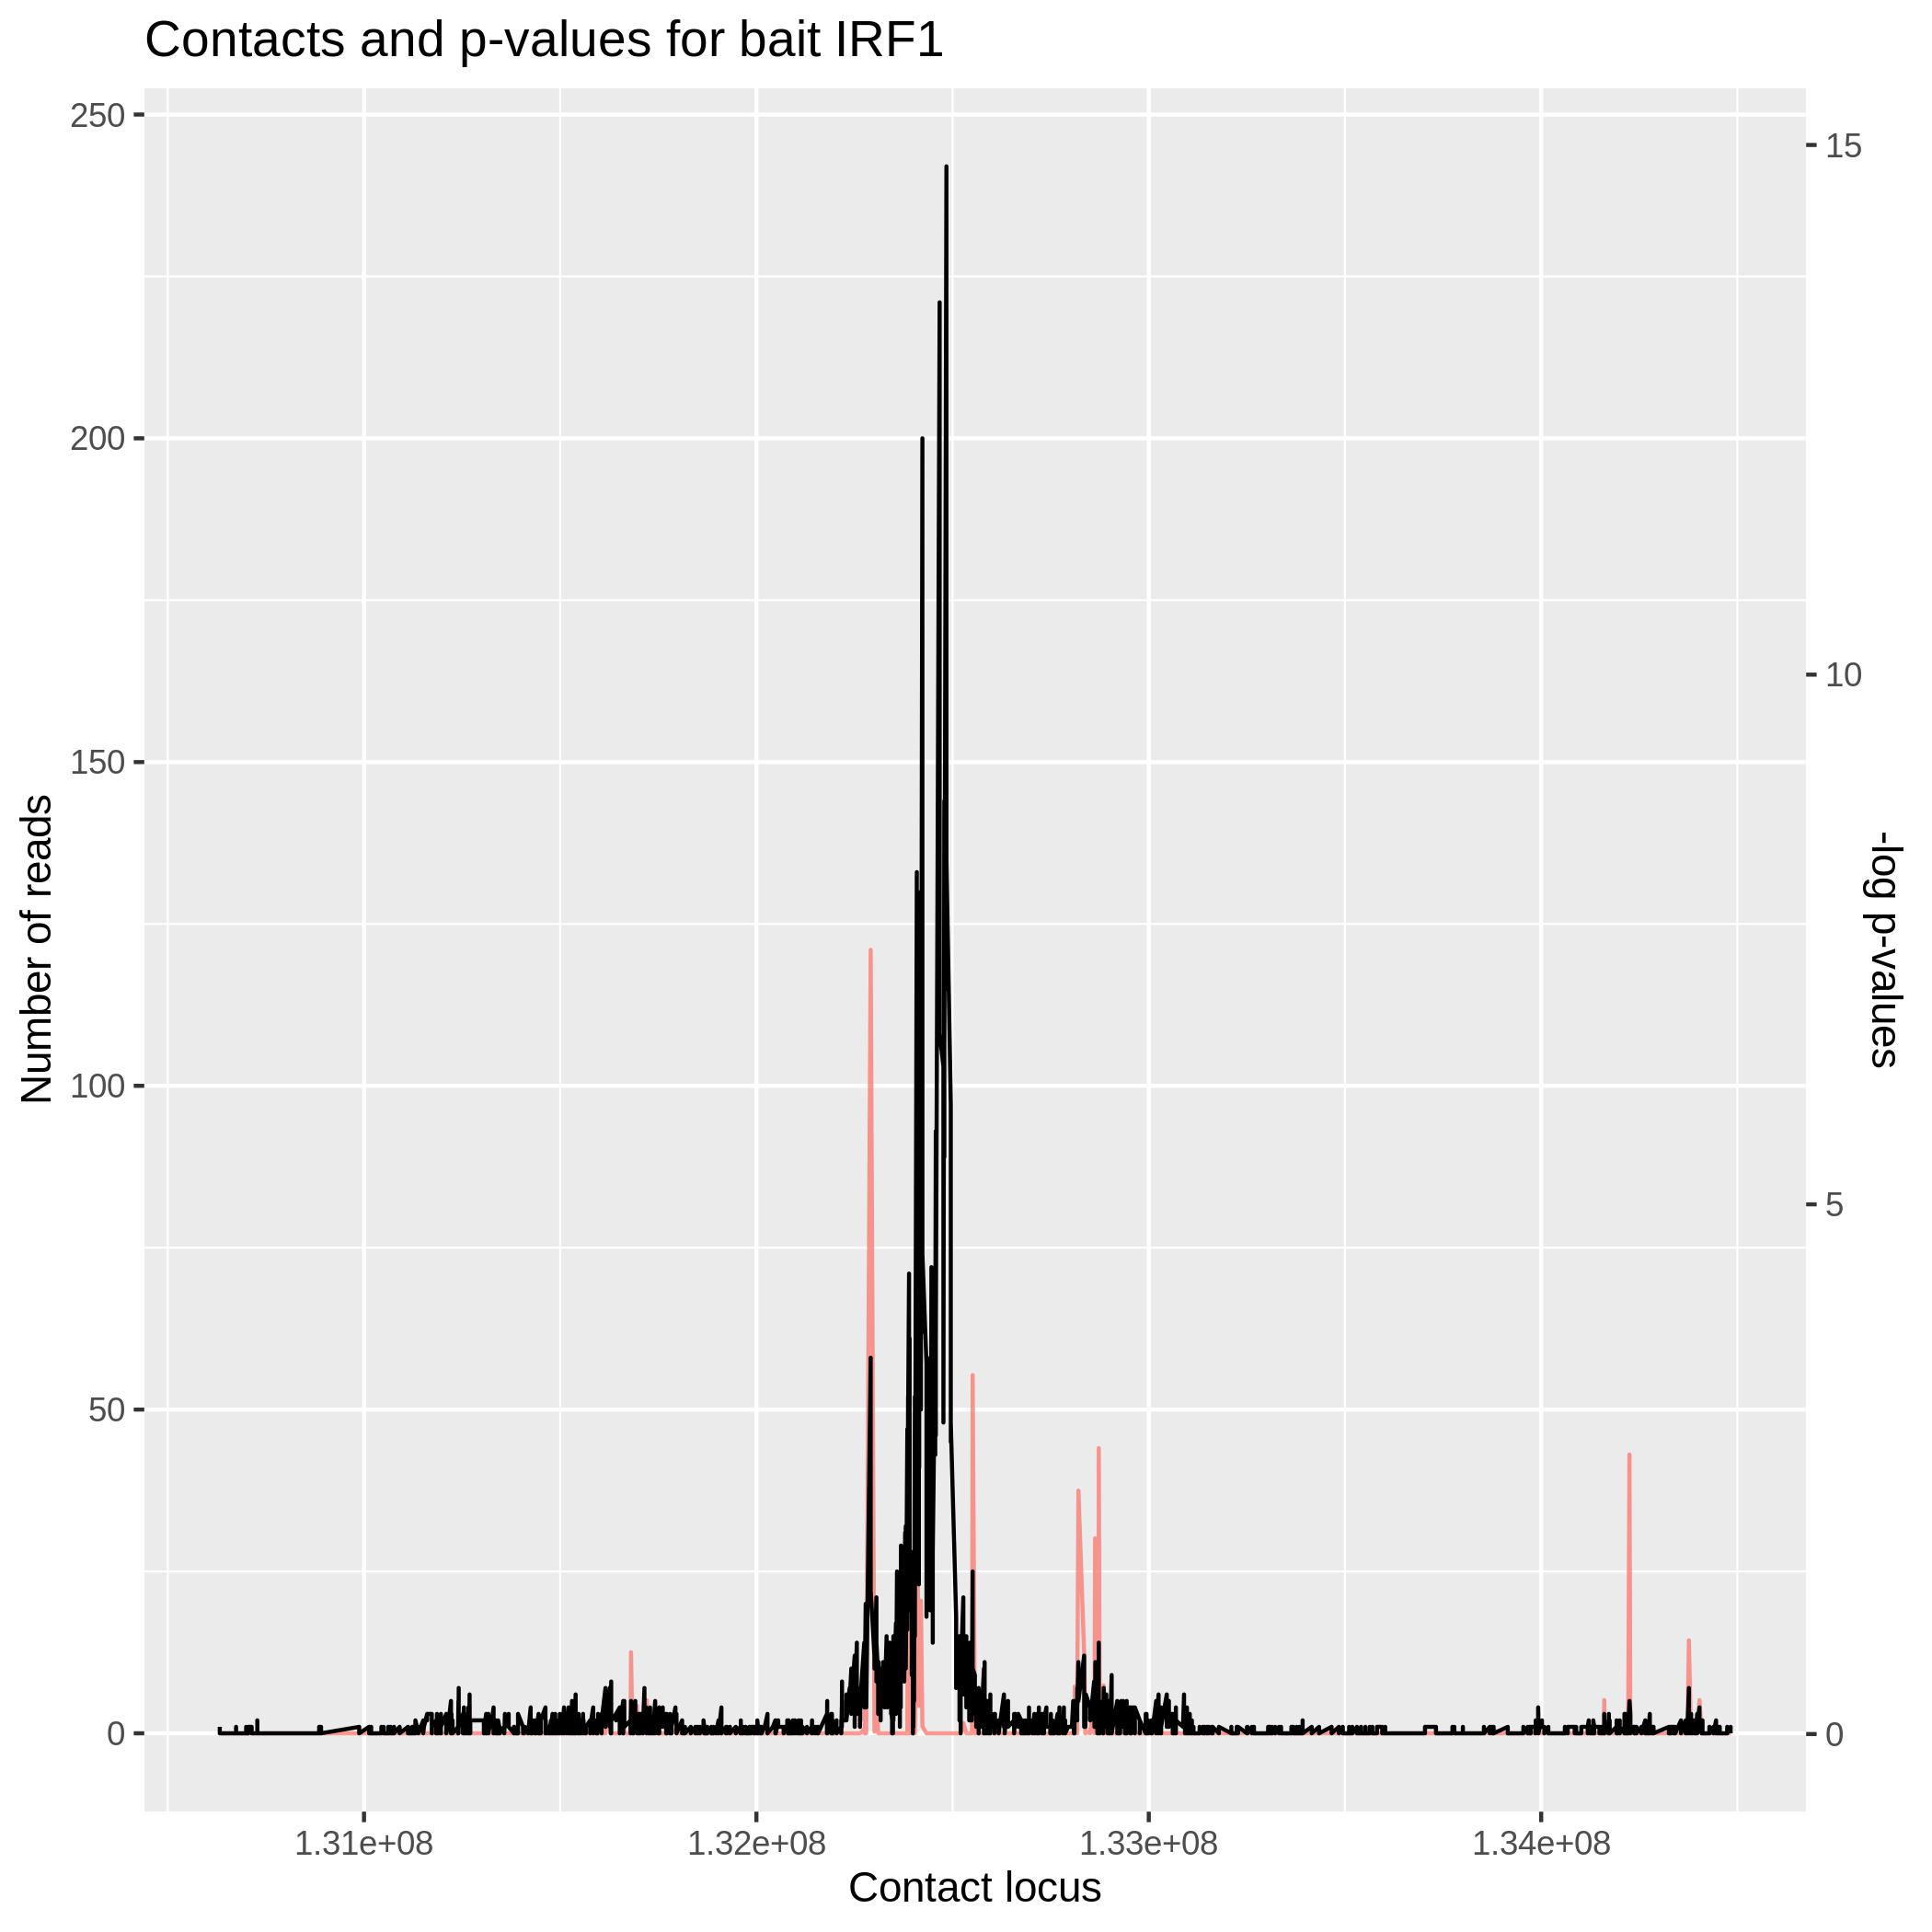 Contacts and p-values for bait IRF1
250
200
150
100
50
0
15
10
5
0
Number of reads
-log p-values
1.31e+08
1.32e+08
1.33e+08
1.34e+08
Contact locus